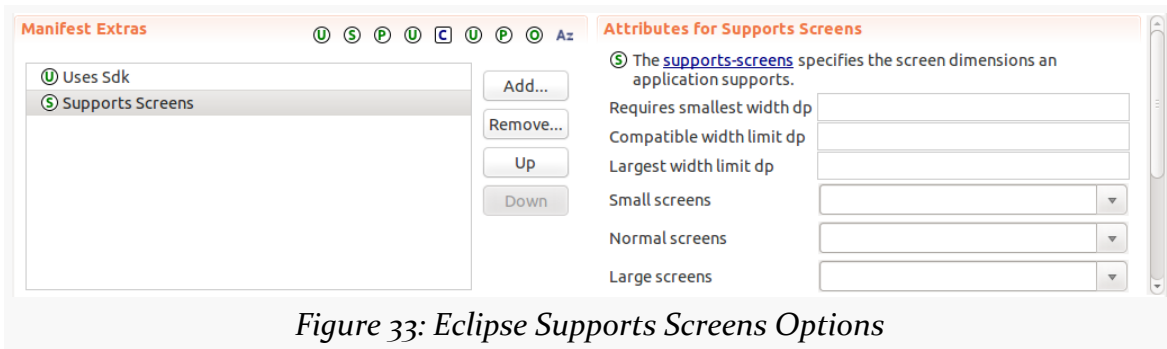 Manifest Extras
U S P U C U P O Az
U Uses Sdk
S Supports Screens
Add...
Remove...
Up
Down
Attributes for Supports Screens
S The supports-screens specifies the screen dimensions an
application supports.
Requires smallest width dp
Compatible width limit dp
Largest width limit dp
Small screens
Normal screens
Large screens
Figure 33: Eclipse Supports Screens Options